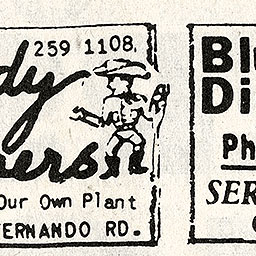 259 1108
dy
ers
Our Own Plant
ERNANDO RD.
Bl
Di
Ph
SER